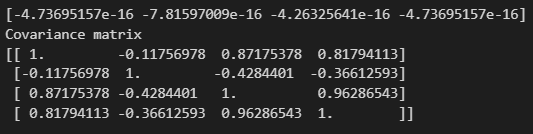 [-4.73695157e-16 -7.81597009e-16 -4.26325641e-16 -4.73695157e-16]
Covariance matrix
[[ 1.         -0.11756978  0.87175378  0.81794113]
 [-0.11756978  1.         -0.4284401  -0.36612593]
 [ 0.87175378 -0.4284401   1.          0.96286543]
 [ 0.81794113 -0.36612593  0.96286543  1.        ]]